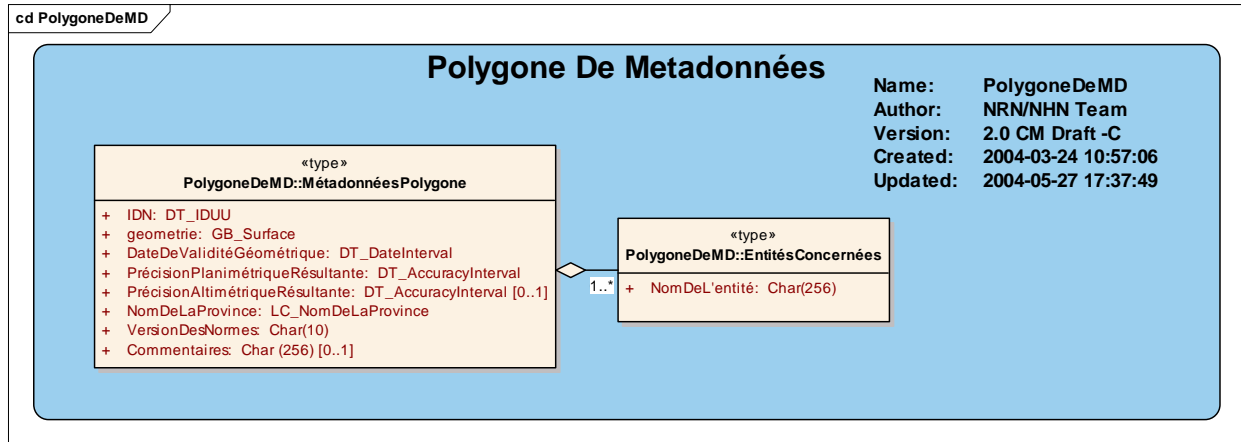 cd PolygoneDeMD
Polygone De Metadonnées
Name: PolygoneDeMD
Author: NRN/NHN Team
Version: 2.0 CM Draft -C
Created: 2004-03-24 10:57:06
Updated: 2004-05-27 17:37:49
«type»
PolygoneDeMD::MétadonnéesPolygone
+ IDN: DT_IDUU
+ geometrie: GB_Surface
+ DateDeValiditéGéométrique: DT_DateInterval
+ PrécisionPlanimétriqueRésultante: DT_AccuracyInterval
+ PrécisionAltimétriqueRésultante: DT_AccuracyInterval [0..1]
+ NomDeLaProvince: LC_NomDeLaProvince
+ VersionDesNormes: Char(10)
+ Commentaires: Char (256) [0..1]
1..*
«type»
PolygoneDeMD::EntitésConcernées
+ NomDeL'entité: Char(256)